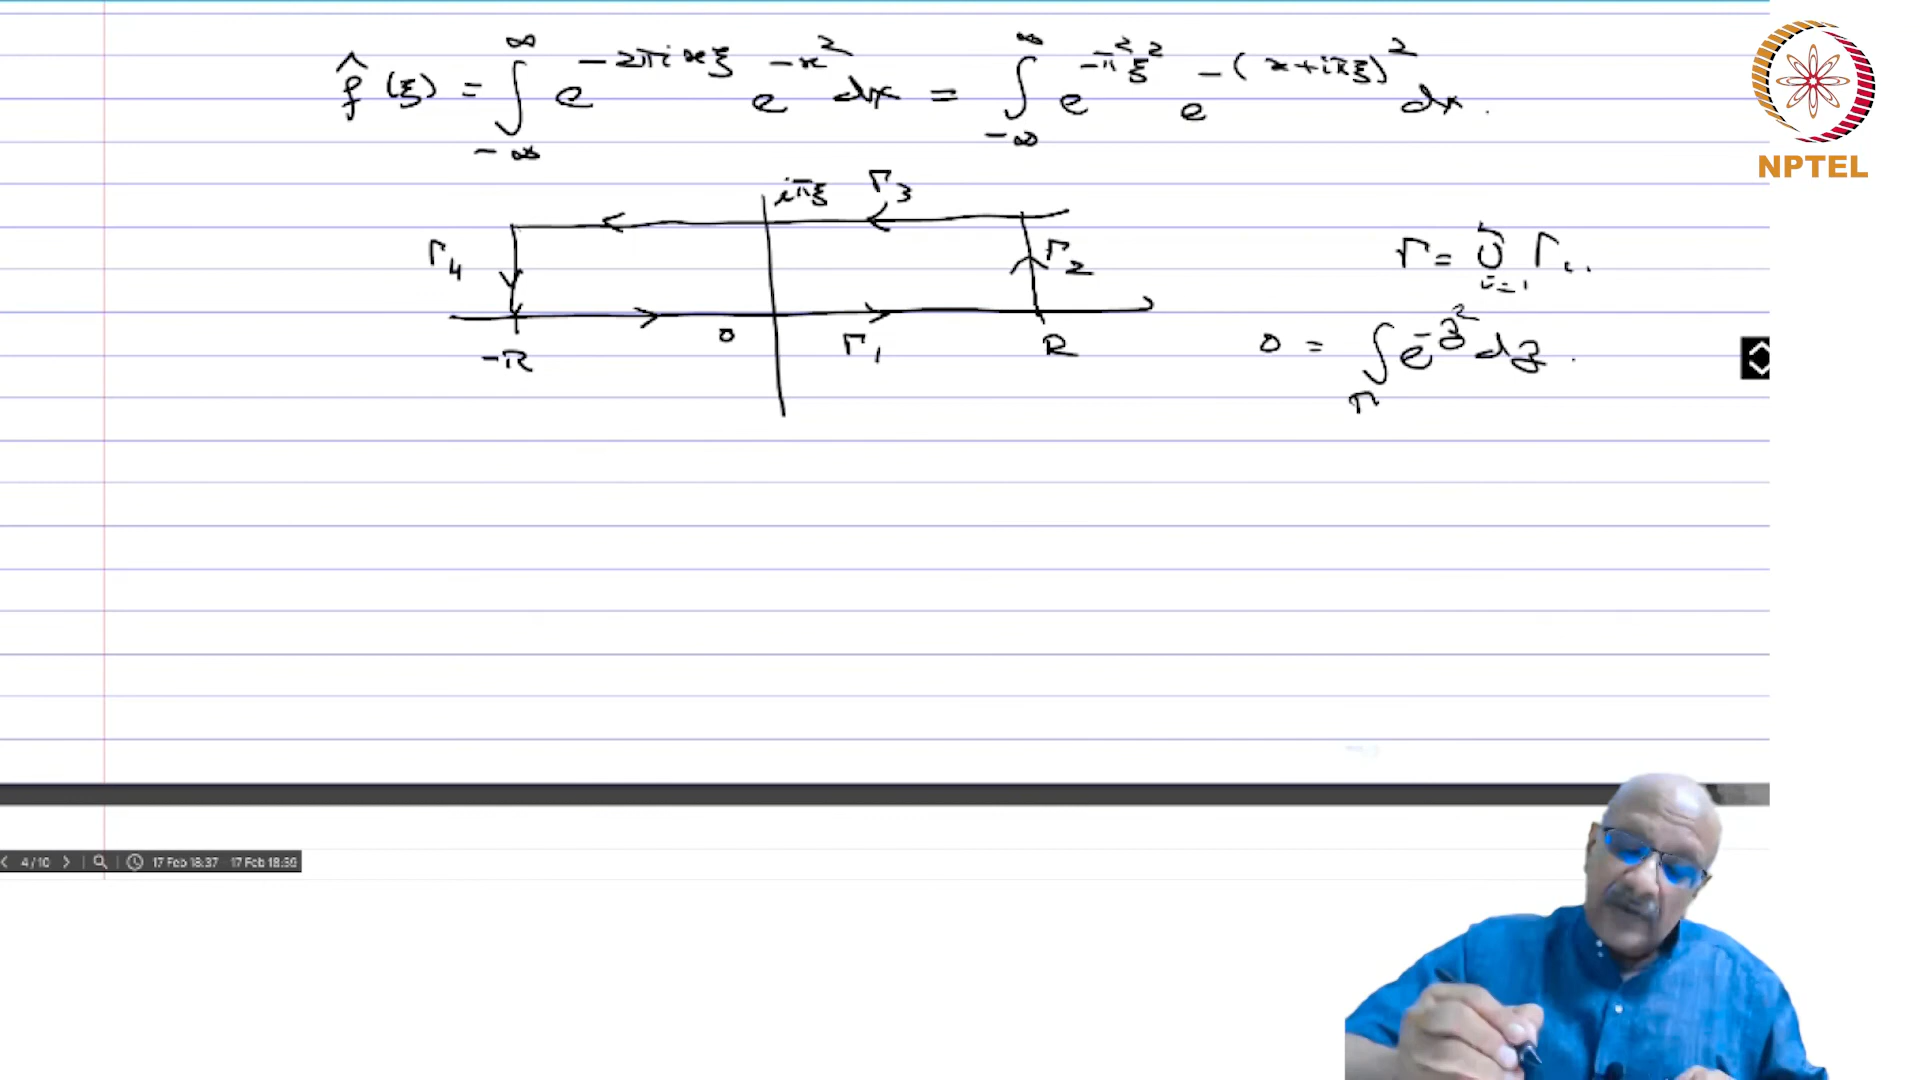 f̂(ξ) = ∫_{-∞}^{∞} e^{-2πixξ} e^{-x²} dx = ∫_{-∞}^{∞} e^{-π²ξ²} e^{-(x+iπξ)²} dx.
NPTEL
iπξ Γ₃
Γ₄ Γ₂ Γ = ∪_{i=1} Γᵢ.
-R 0 Γ₁ R 0 = ∫_Γ e^{-z²} dz.
4/10 17 Feb 18:37 17 Feb 18:39